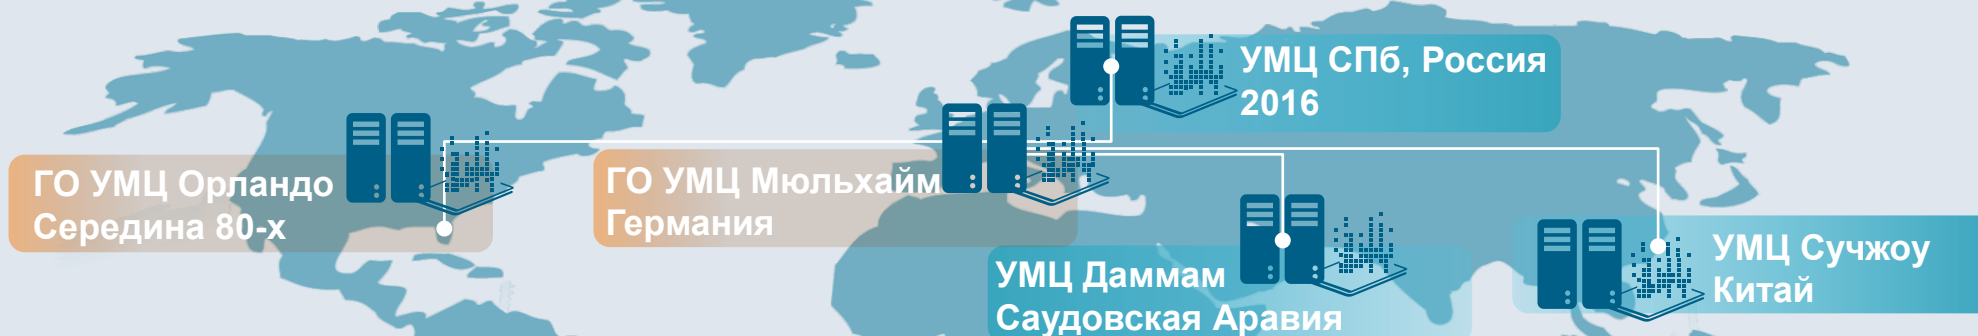 УМЦ СПб, Россия
2016
ГО УМЦ Орландо
Середина 80-х
ГО УМЦ Мюльхайм
Германия
УМЦ Даммам
Саудовская Аравия
УМЦ Сучжоу
Китай